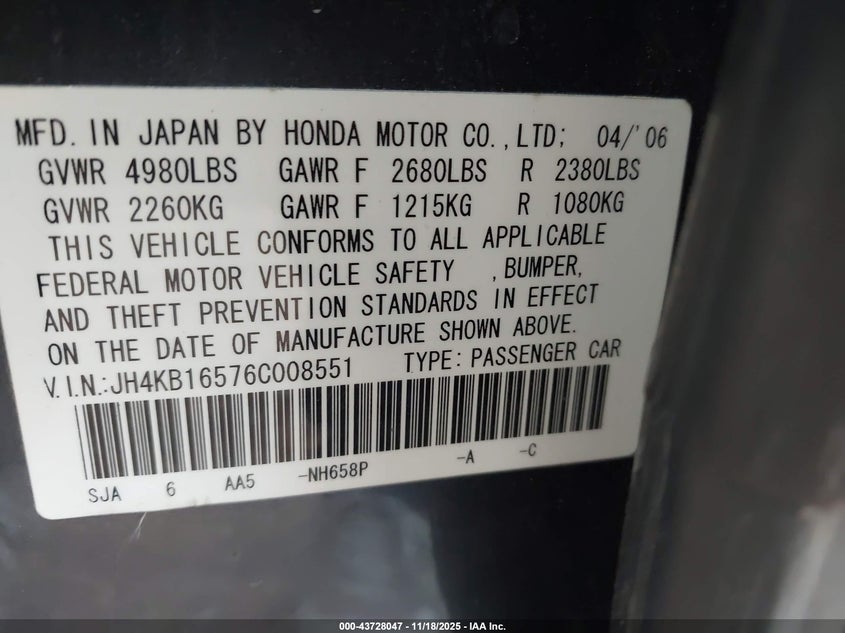 MFD. IN JAPAN BY HONDA MOTOR CO., LTD; 04/'06
GVWR 4980LBS GAWR F 2680LBS R 2380LBS
GVWR 2260KG GAWR F 1215KG R 1080KG
THIS VEHICLE CONFORMS TO ALL APPLICABLE
FEDERAL MOTOR VEHICLE SAFETY , BUMPER,
AND THEFT PREVENTION STANDARDS IN EFFECT
ON THE DATE OF MANUFACTURE SHOWN ABOVE.
V.I.N.:JH4KB16576C008551 TYPE: PASSENGER CAR
SJA 6 AA5 -NH658P -A -C
000-43728047 - 11/18/2025 - IAA Inc.